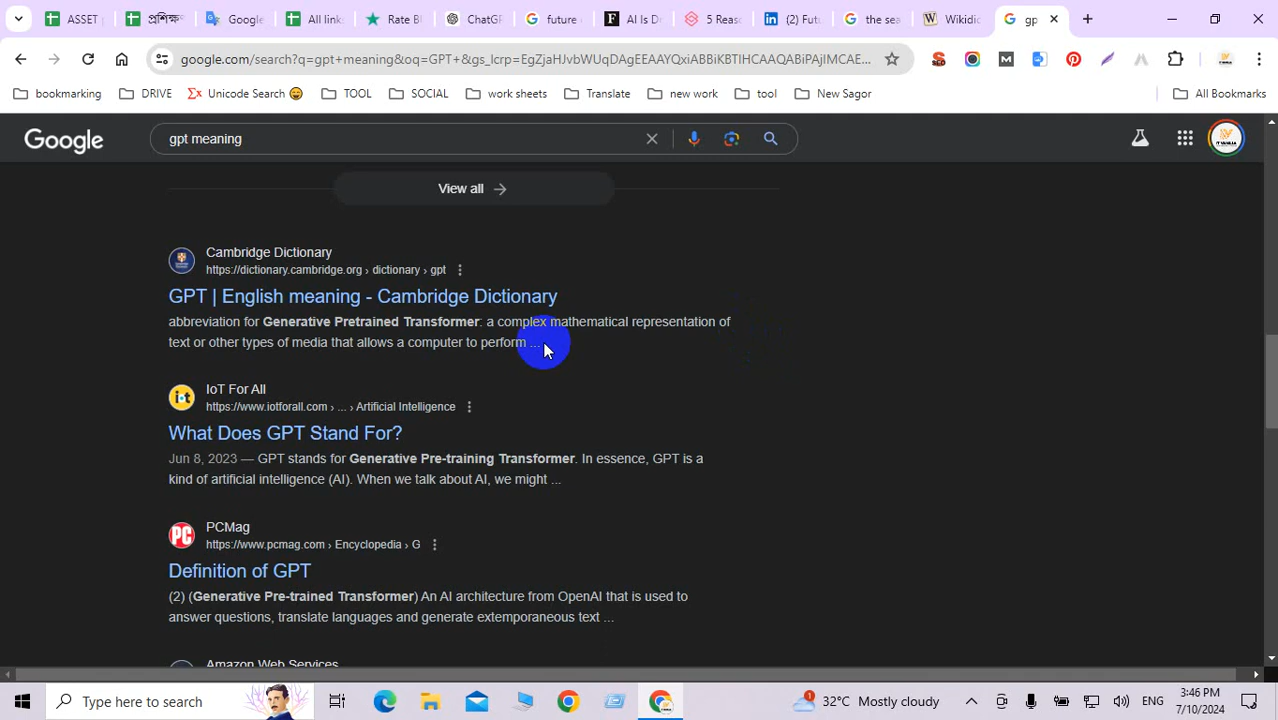 ASSET
প্রশিক্ষ
Google
All link
Rate B
ChatG
future
AI Is D
5 Reas
(2) Fut
the sea
Wikidic
gp
google.com/search?q=gpt+meaning&oq=GPT+&gs_lcrp=EgZjaHJvbWUqDAgEEAAYQxiABBiKBTIHCAAQABiPAjIMCAE...
bookmarking
DRIVE
Unicode Search
TOOL
SOCIAL
work sheets
Translate
new work
tool
New Sagor
All Bookmarks
Google
gpt meaning
View all
Cambridge Dictionary
https://dictionary.cambridge.org › dictionary › gpt
GPT | English meaning - Cambridge Dictionary
abbreviation for Generative Pretrained Transformer: a complex mathematical representation of
text or other types of media that allows a computer to perform ...
IoT For All
https://www.iotforall.com › ... › Artificial Intelligence
What Does GPT Stand For?
Jun 8, 2023 — GPT stands for Generative Pre-training Transformer. In essence, GPT is a
kind of artificial intelligence (AI). When we talk about AI, we might ...
PCMag
https://www.pcmag.com › Encyclopedia › G
Definition of GPT
(2) (Generative Pre-trained Transformer) An AI architecture from OpenAI that is used to
answer questions, translate languages and generate extemporaneous text ...
Amazon Web Services
Type here to search
32°C Mostly cloudy
ENG
3:46 PM
7/10/2024